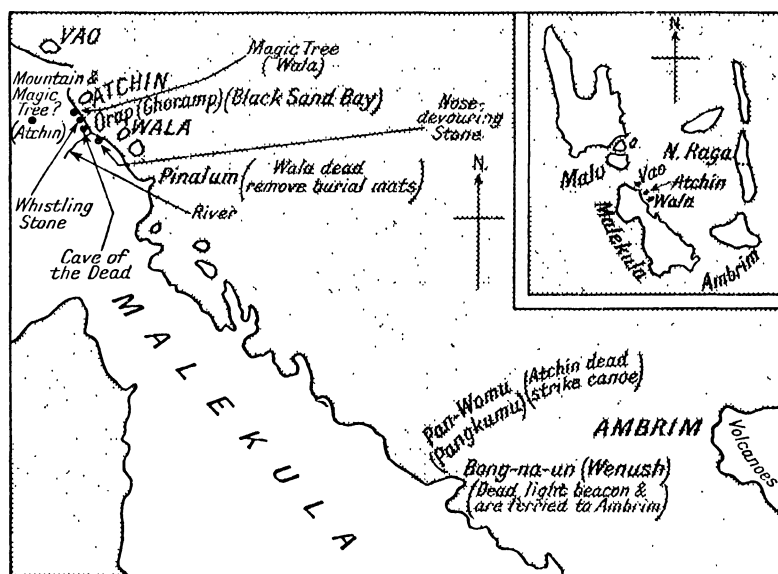 VAO
Magic Tree
(Wala)
Mountain &
Magic
Tree?
(Atchin)
ATCHIN
Orap (Ghoramp) (Black Sand Bay)
WALA
Nose-
devouring
Stone
Pinalum (Wala dead
remove burial mats)
River
Whistling
Stone
Cave of
the Dead
N.
MALEKULA
Pan-Womu
(Pangkumu)
(Atchin dead
strike canoe)
AMBRIM
Volcanoes
Bong-na-un (Wenush)
(Dead light beacon &
are ferried to Ambrim)
N
N. Raga
Malu
Vao
Atchin
Wala
Malekula
Ambrim